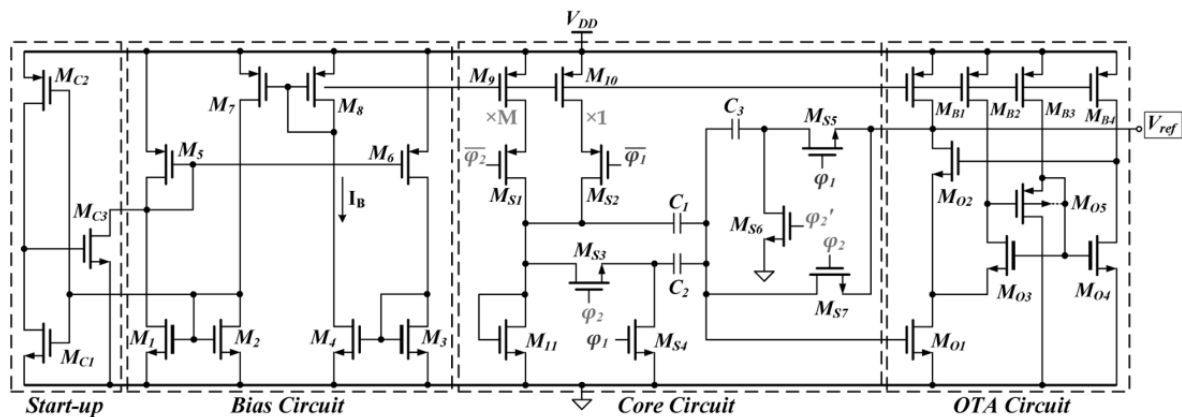 V_DD
M_C2
M_7
M_8
M_9
M_10
M_B1
M_B2
M_B3
M_B4
×M
×1
C_3
M_S5
V_ref
M_5
M_6
φ_2
φ_1
φ_1
M_O2
M_C3
I_B
M_S1
M_S2
C_1
M_S6
φ_2'
M_O5
M_S3
φ_2
C_2
M_S7
M_O3
M_O4
φ_2
M_1
M_2
M_4
M_3
M_11
φ_1
M_S4
M_O1
M_C1
Start-up
Bias Circuit
Core Circuit
OTA Circuit